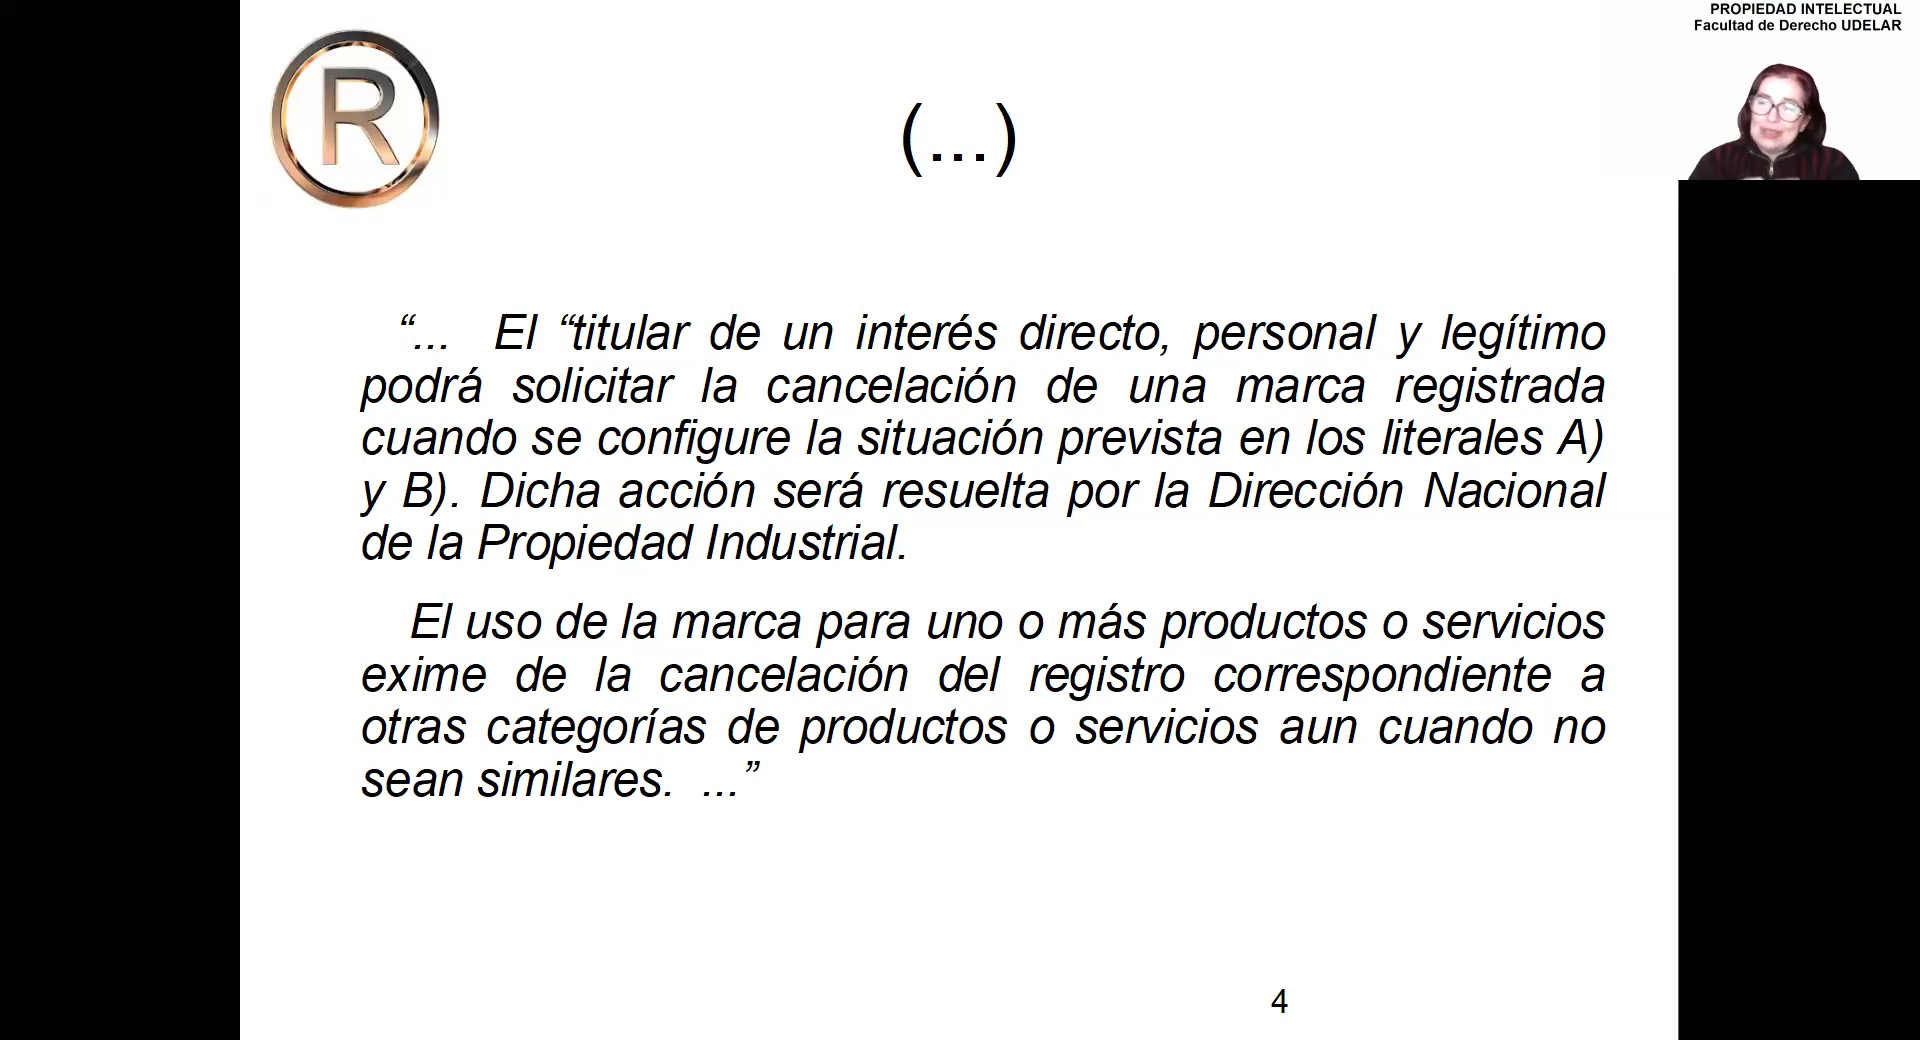 PROPIEDAD INTELECTUAL
Facultad de Derecho UDELAR
R
(...)
“... El “titular de un interés directo, personal y legítimo
podrá solicitar la cancelación de una marca registrada
cuando se configure la situación prevista en los literales A)
y B). Dicha acción será resuelta por la Dirección Nacional
de la Propiedad Industrial.
El uso de la marca para uno o más productos o servicios
exime de la cancelación del registro correspondiente a
otras categorías de productos o servicios aun cuando no
sean similares. ...”
4